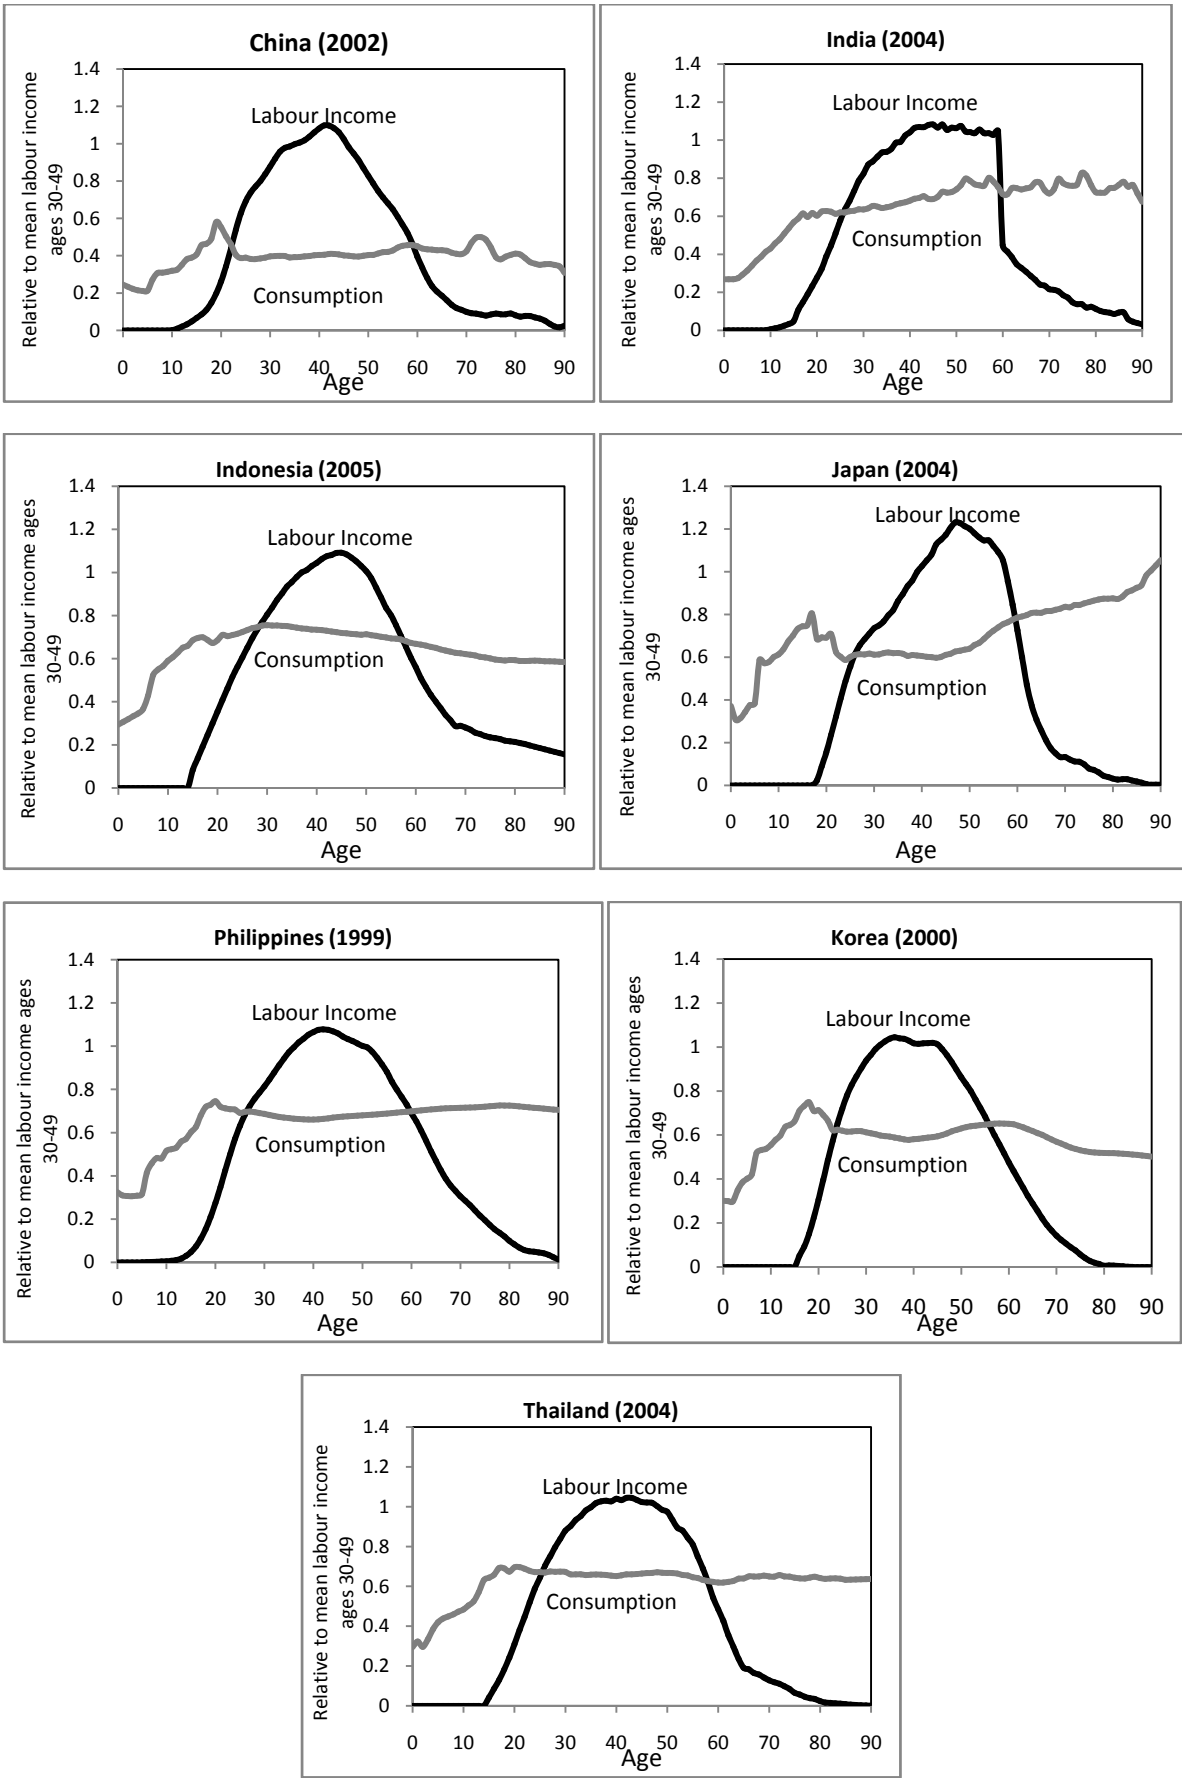 China (2002)
Relative to mean labour income
ages 30-49
1.4
1.2
1
0.8
0.6
0.4
0.2
0
Labour Income
Consumption
0 10 20 30 40 50 60 70 80 90
Age
India (2004)
Relative to mean labour income
ages 30-49
1.4
1.2
1
0.8
0.6
0.4
0.2
0
Labour Income
Consumption
0 10 20 30 40 50 60 70 80 90
Age
Indonesia (2005)
Relative to mean labour income ages
30-49
1.4
1.2
1
0.8
0.6
0.4
0.2
0
Labour Income
Consumption
0 10 20 30 40 50 60 70 80 90
Age
Japan (2004)
Relative to mean labour income ages
30-49
1.4
1.2
1
0.8
0.6
0.4
0.2
0
Labour Income
Consumption
0 10 20 30 40 50 60 70 80 90
Age
Philippines (1999)
Relative to mean labour income ages
30-49
1.4
1.2
1
0.8
0.6
0.4
0.2
0
Labour Income
Consumption
0 10 20 30 40 50 60 70 80 90
Age
Korea (2000)
Relative to mean labour income ages
30-49
1.4
1.2
1
0.8
0.6
0.4
0.2
0
Labour Income
Consumption
0 10 20 30 40 50 60 70 80 90
Age
Thailand (2004)
Relative to mean labour income
ages 30-49
1.4
1.2
1
0.8
0.6
0.4
0.2
0
Labour Income
Consumption
0 10 20 30 40 50 60 70 80 90
Age